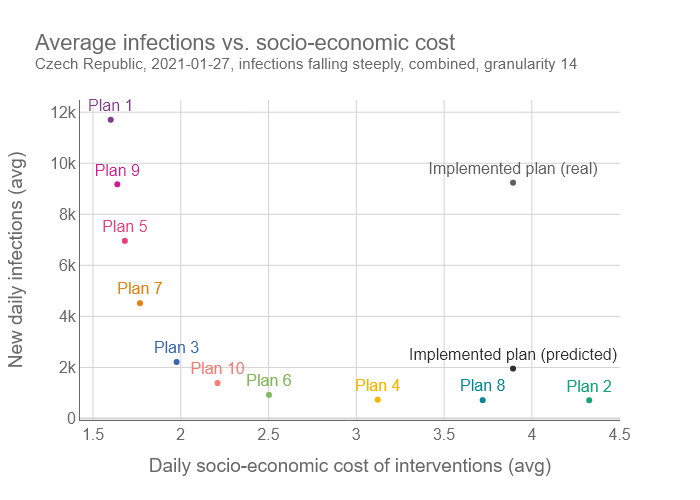 Average infections vs. socio-economic cost
Czech Republic, 2021-01-27, infections falling steeply, combined, granularity 14
New daily infections (avg)
12k
10k
8k
6k
4k
2k
0
Plan 1
Plan 9
Implemented plan (real)
Plan 5
Plan 7
Plan 3
Implemented plan (predicted)
Plan 10
Plan 6
Plan 4
Plan 8
Plan 2
1.5 2 2.5 3 3.5 4 4.5
Daily socio-economic cost of interventions (avg)